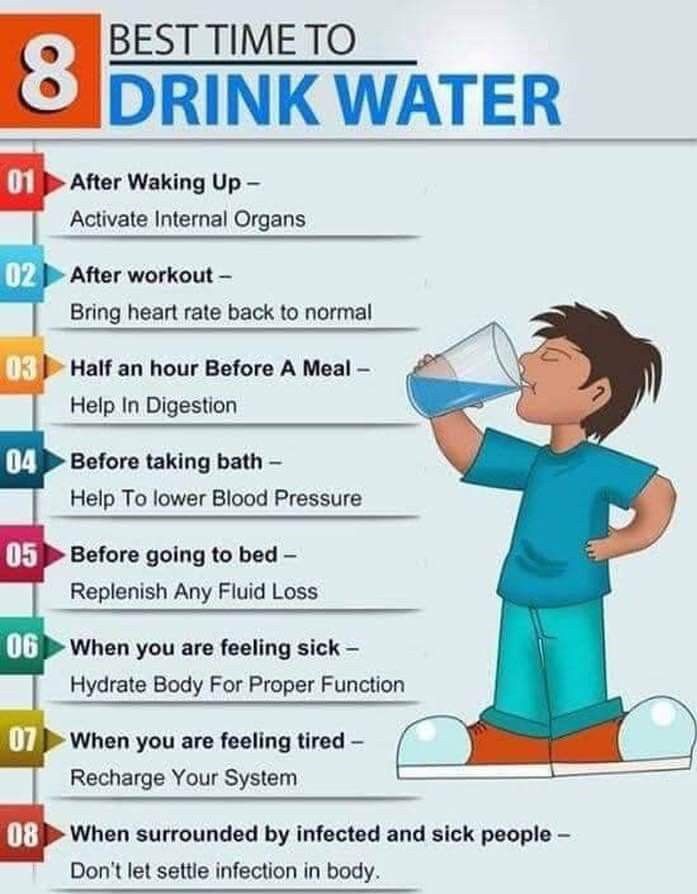 8
BEST TIME TO
DRINK WATER
01 After Waking Up –
Activate Internal Organs
02 After workout –
Bring heart rate back to normal
03 Half an hour Before A Meal –
Help In Digestion
04 Before taking bath –
Help To lower Blood Pressure
05 Before going to bed –
Replenish Any Fluid Loss
06 When you are feeling sick –
Hydrate Body For Proper Function
07 When you are feeling tired –
Recharge Your System
08 When surrounded by infected and sick people –
Don't let settle infection in body.